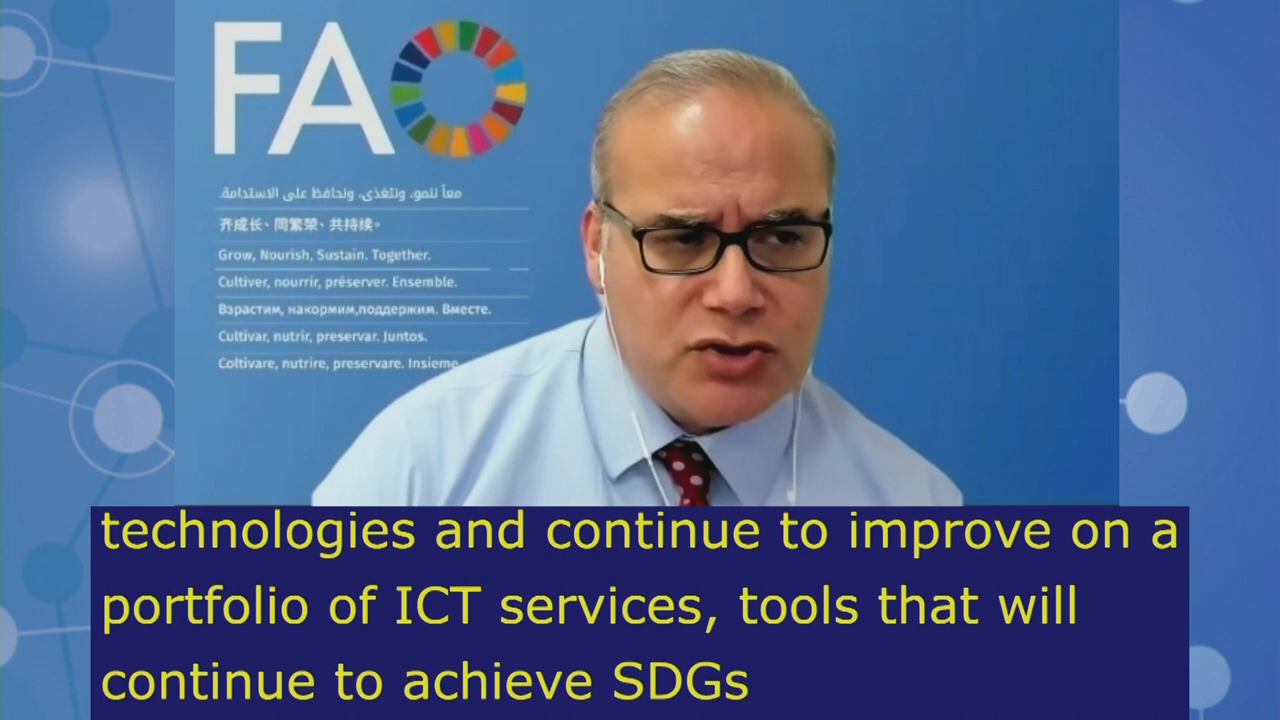 FAO
معاً ننمو، ونتغذى، ونحافظ على الاستدامة.
齐成长、同繁荣、共持续。
Grow, Nourish, Sustain. Together.
Cultiver, nourrir, préserver. Ensemble.
Взрастим, накормим,поддержим. Вместе.
Cultivar, nutrir, preservar. Juntos.
Coltivare, nutrire, preservare. Insieme
technologies and continue to improve on a
portfolio of ICT services, tools that will
continue to achieve SDGs